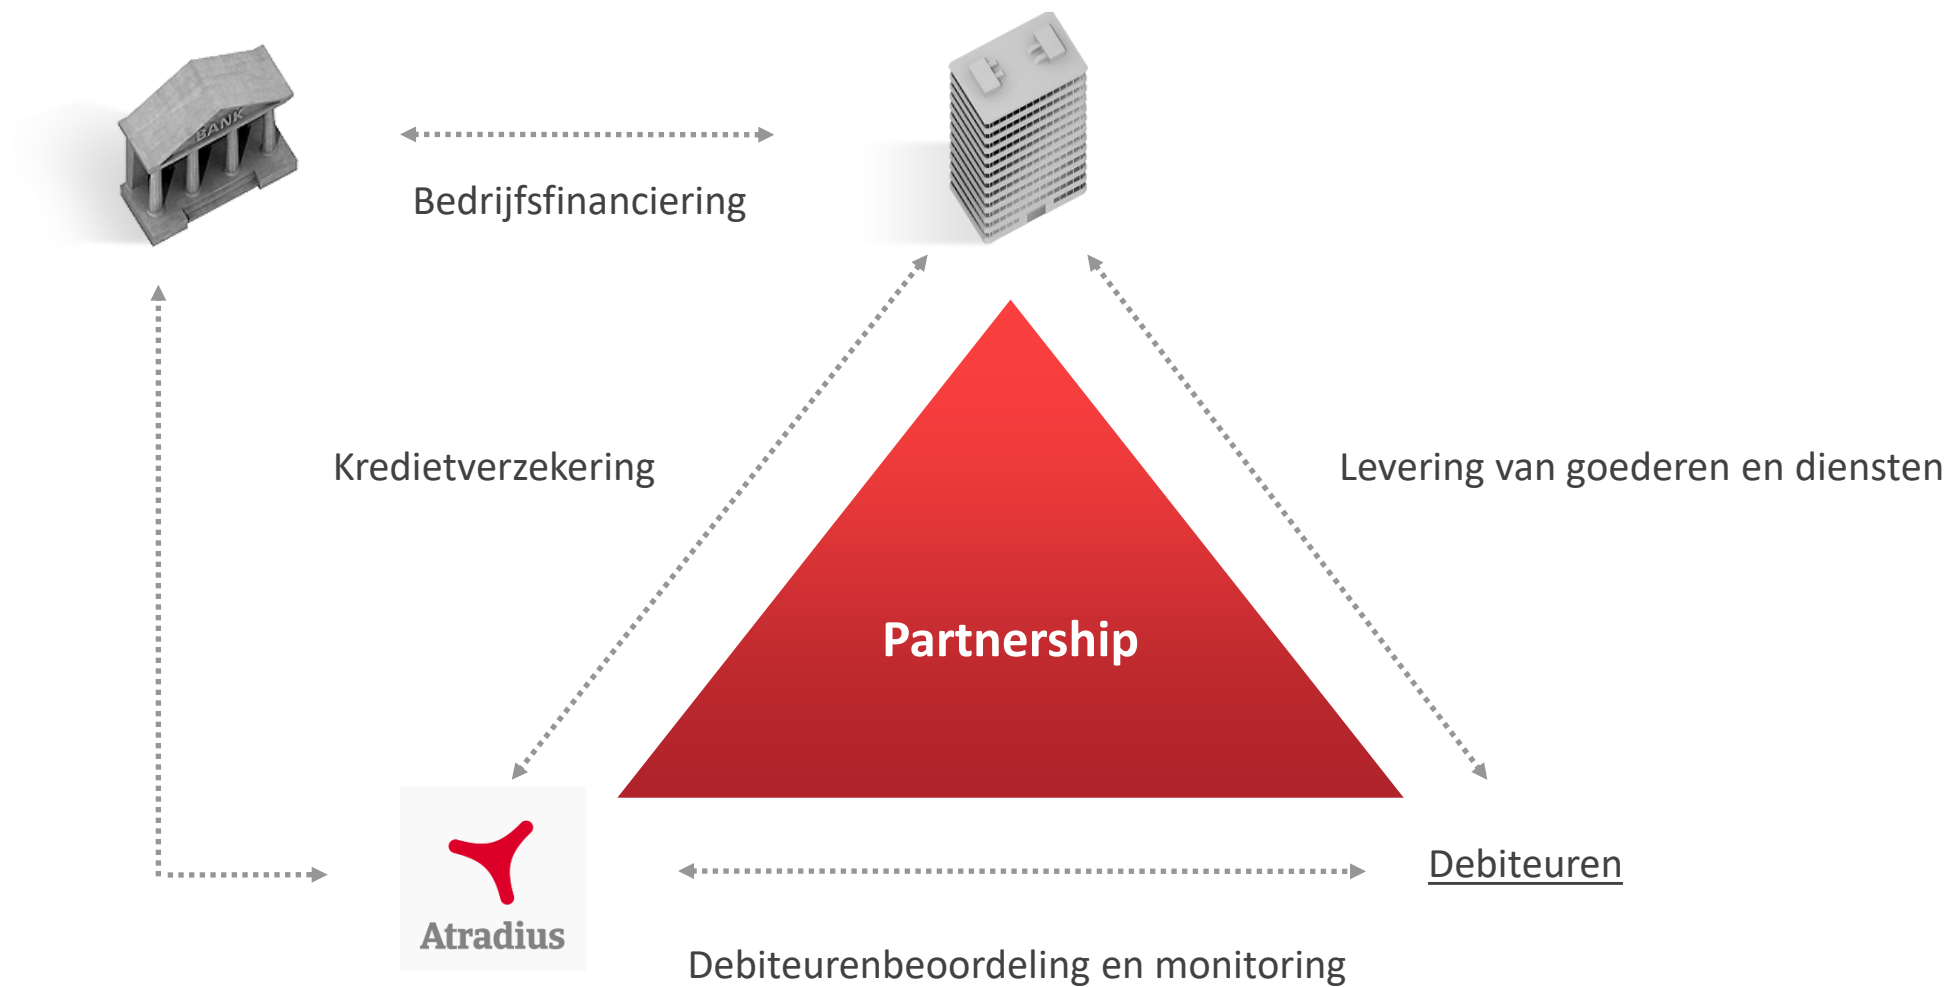 BANK
Bedrijfsfinanciering
Kredietverzekering
Levering van goederen en diensten
Partnership
Debiteuren
Atradius
Debiteurenbeoordeling en monitoring